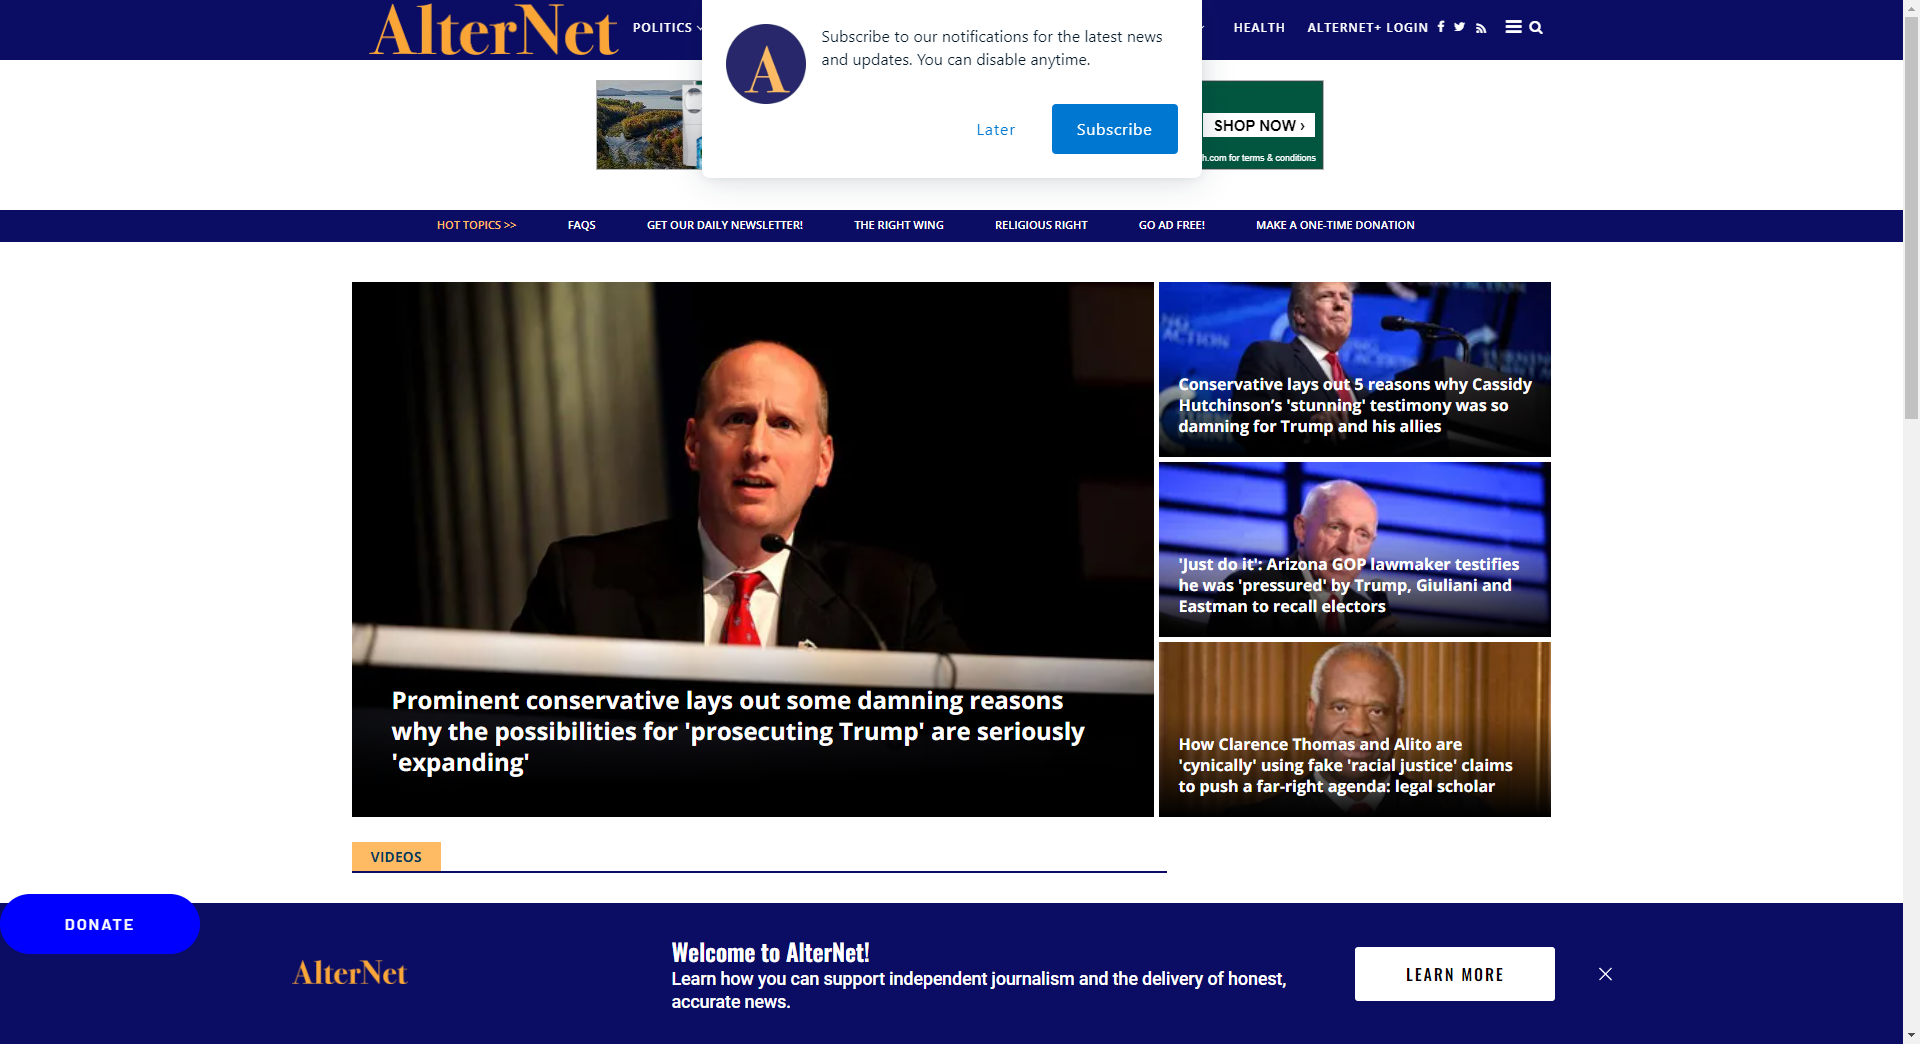 AlterNet
POLITICS
HEALTH
ALTERNET+ LOGIN
A
Subscribe to our notifications for the latest news
and updates. You can disable anytime.
Later
Subscribe
SHOP NOW ›
h.com for terms & conditions
HOT TOPICS >>
FAQS
GET OUR DAILY NEWSLETTER!
THE RIGHT WING
RELIGIOUS RIGHT
GO AD FREE!
MAKE A ONE-TIME DONATION
Prominent conservative lays out some damning reasons
why the possibilities for 'prosecuting Trump' are seriously
'expanding'
Conservative lays out 5 reasons why Cassidy
Hutchinson’s 'stunning' testimony was so
damning for Trump and his allies
'Just do it': Arizona GOP lawmaker testifies
he was 'pressured' by Trump, Giuliani and
Eastman to recall electors
How Clarence Thomas and Alito are
'cynically' using fake 'racial justice' claims
to push a far-right agenda: legal scholar
VIDEOS
DONATE
AlterNet
Welcome to AlterNet!
Learn how you can support independent journalism and the delivery of honest,
accurate news.
LEARN MORE